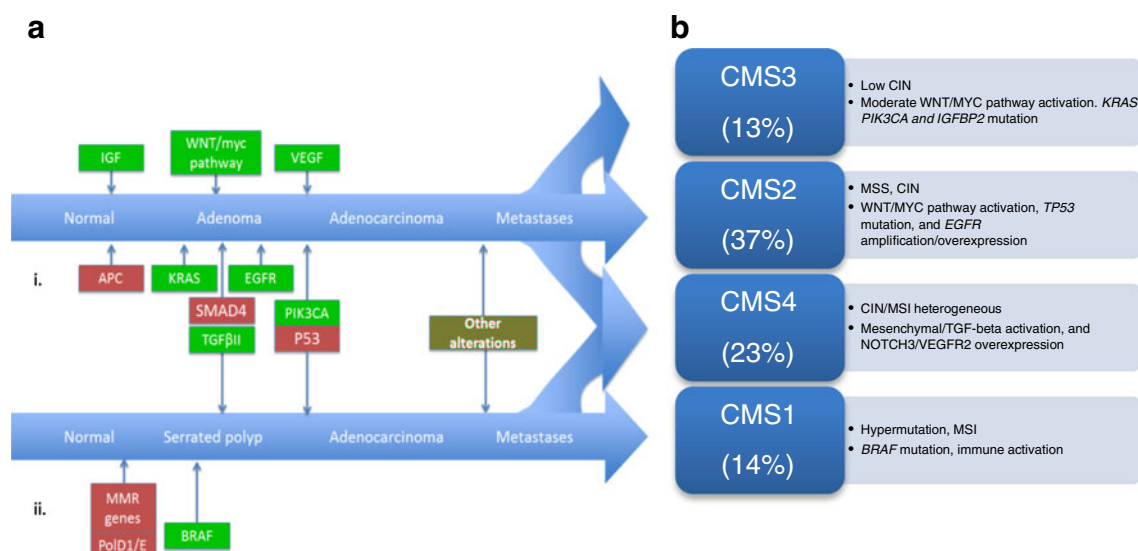 a
IGF
WNT/myc
pathway
VEGF
Normal
Adenoma
Adenocarcinoma
Metastases
i.
APC
KRAS
EGFR
SMAD4
TGFβII
PIK3CA
P53
Other
alterations
Normal
Serrated polyp
Adenocarcinoma
Metastases
ii.
MMR
genes
PolD1/E
BRAF
b
CMS3
(13%)
• Low CIN
• Moderate WNT/MYC pathway activation. KRAS
PIK3CA and IGFBP2 mutation
CMS2
(37%)
• MSS, CIN
• WNT/MYC pathway activation, TP53
mutation, and EGFR
amplification/overexpression
CMS4
(23%)
• CIN/MSI heterogeneous
• Mesenchymal/TGF-beta activation, and
NOTCH3/VEGFR2 overexpression
CMS1
(14%)
• Hypermutation, MSI
• BRAF mutation, immune activation